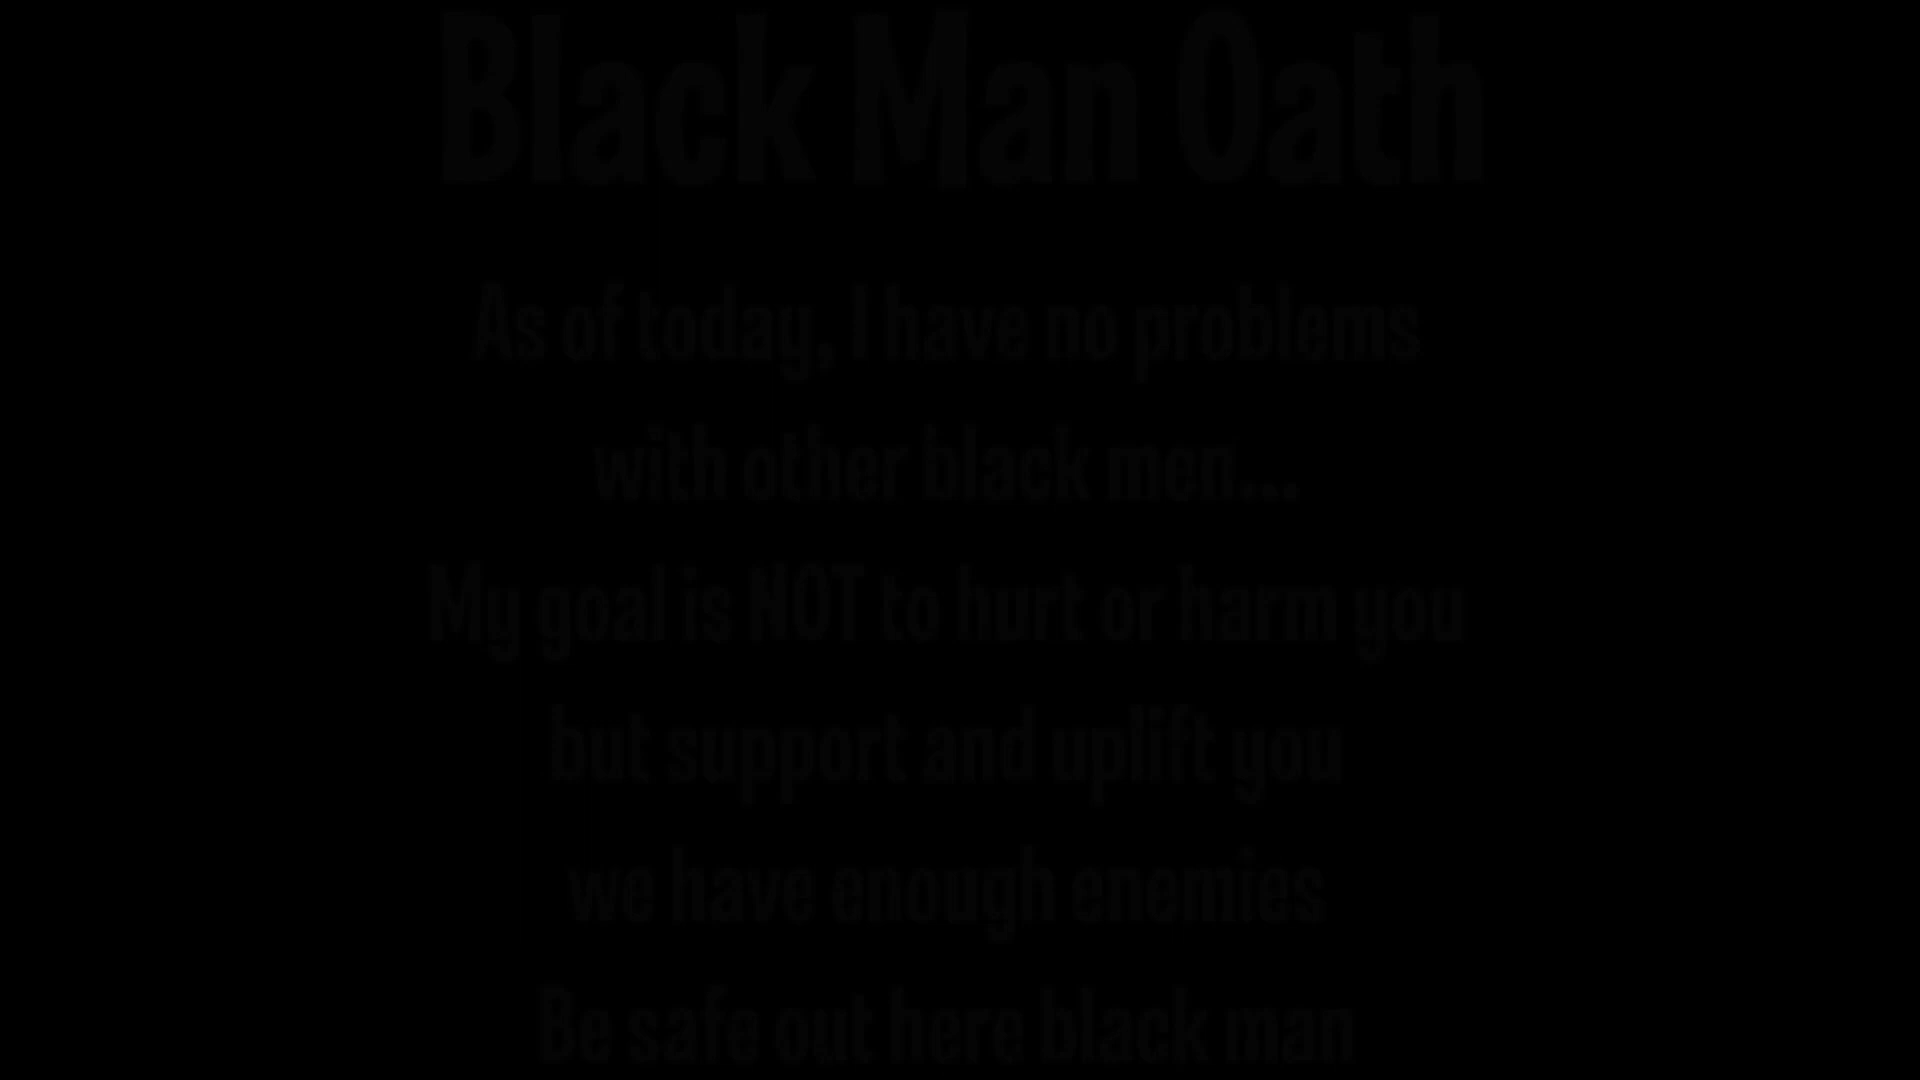 Black Man Oath
As of today, I have no problems
with other black men...
My goal is NOT to hurt or harm you
but support and uplift you
we have enough enemies
Be safe out here black man